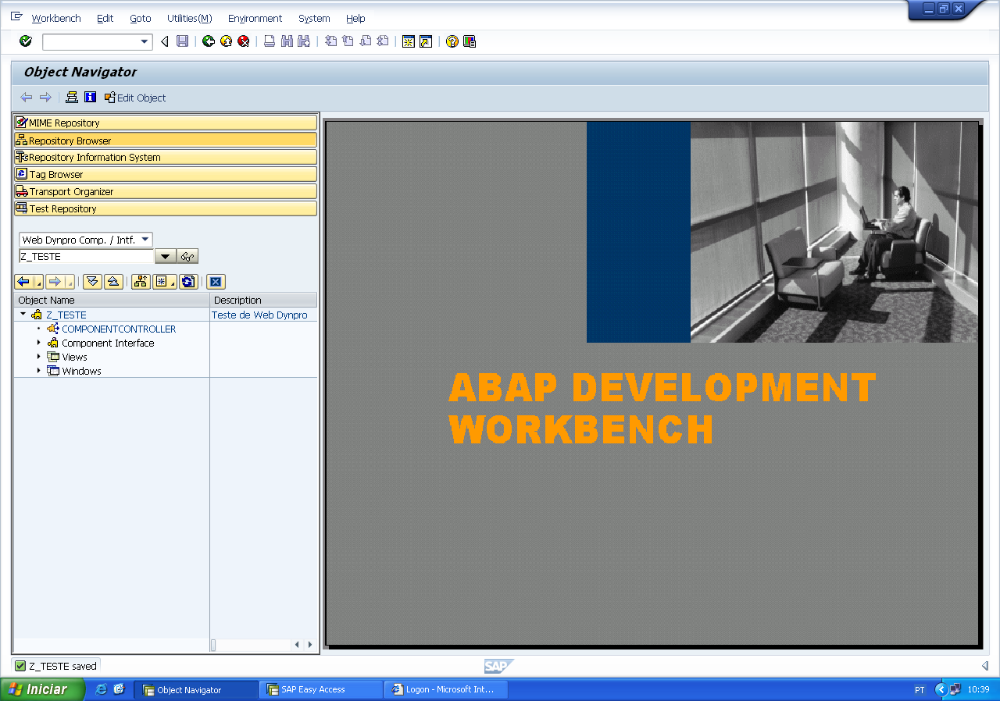 Workbench Edit Goto Utilities(M) Environment System Help
Object Navigator
Edit Object
MIME Repository
Repository Browser
Repository Information System
Tag Browser
Transport Organizer
Test Repository
Web Dynpro Comp. / Intf.
Z_TESTE
Object Name Description
Z_TESTE Teste de Web Dynpro
COMPONENTCONTROLLER
Component Interface
Views
Windows
ABAP DEVELOPMENT
WORKBENCH
Z_TESTE saved
SAP
Iniciar Object Navigator SAP Easy Access Logon - Microsoft Int... PT 10:39